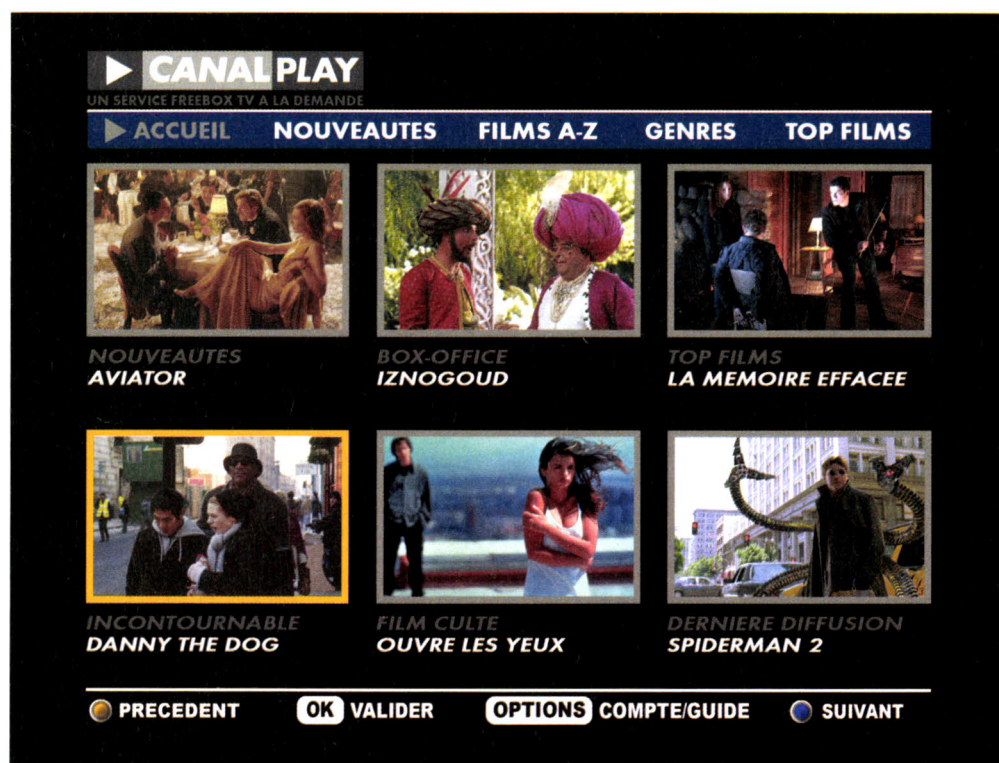 CANALPLAY
UN SERVICE FREEBOX TV A LA DEMANDE
ACCUEIL NOUVEAUTES FILMS A-Z GENRES TOP FILMS
NOUVEAUTES BOX-OFFICE TOP FILMS
AVIATOR IZNOGOUD LA MEMOIRE EFFACEE
INCONTOURNABLE FILM CULTE DERNIERE DIFFUSION
DANNY THE DOG OUVRE LES YEUX SPIDERMAN 2
PRECEDENT OK VALIDER OPTIONS COMPTE/GUIDE SUIVANT